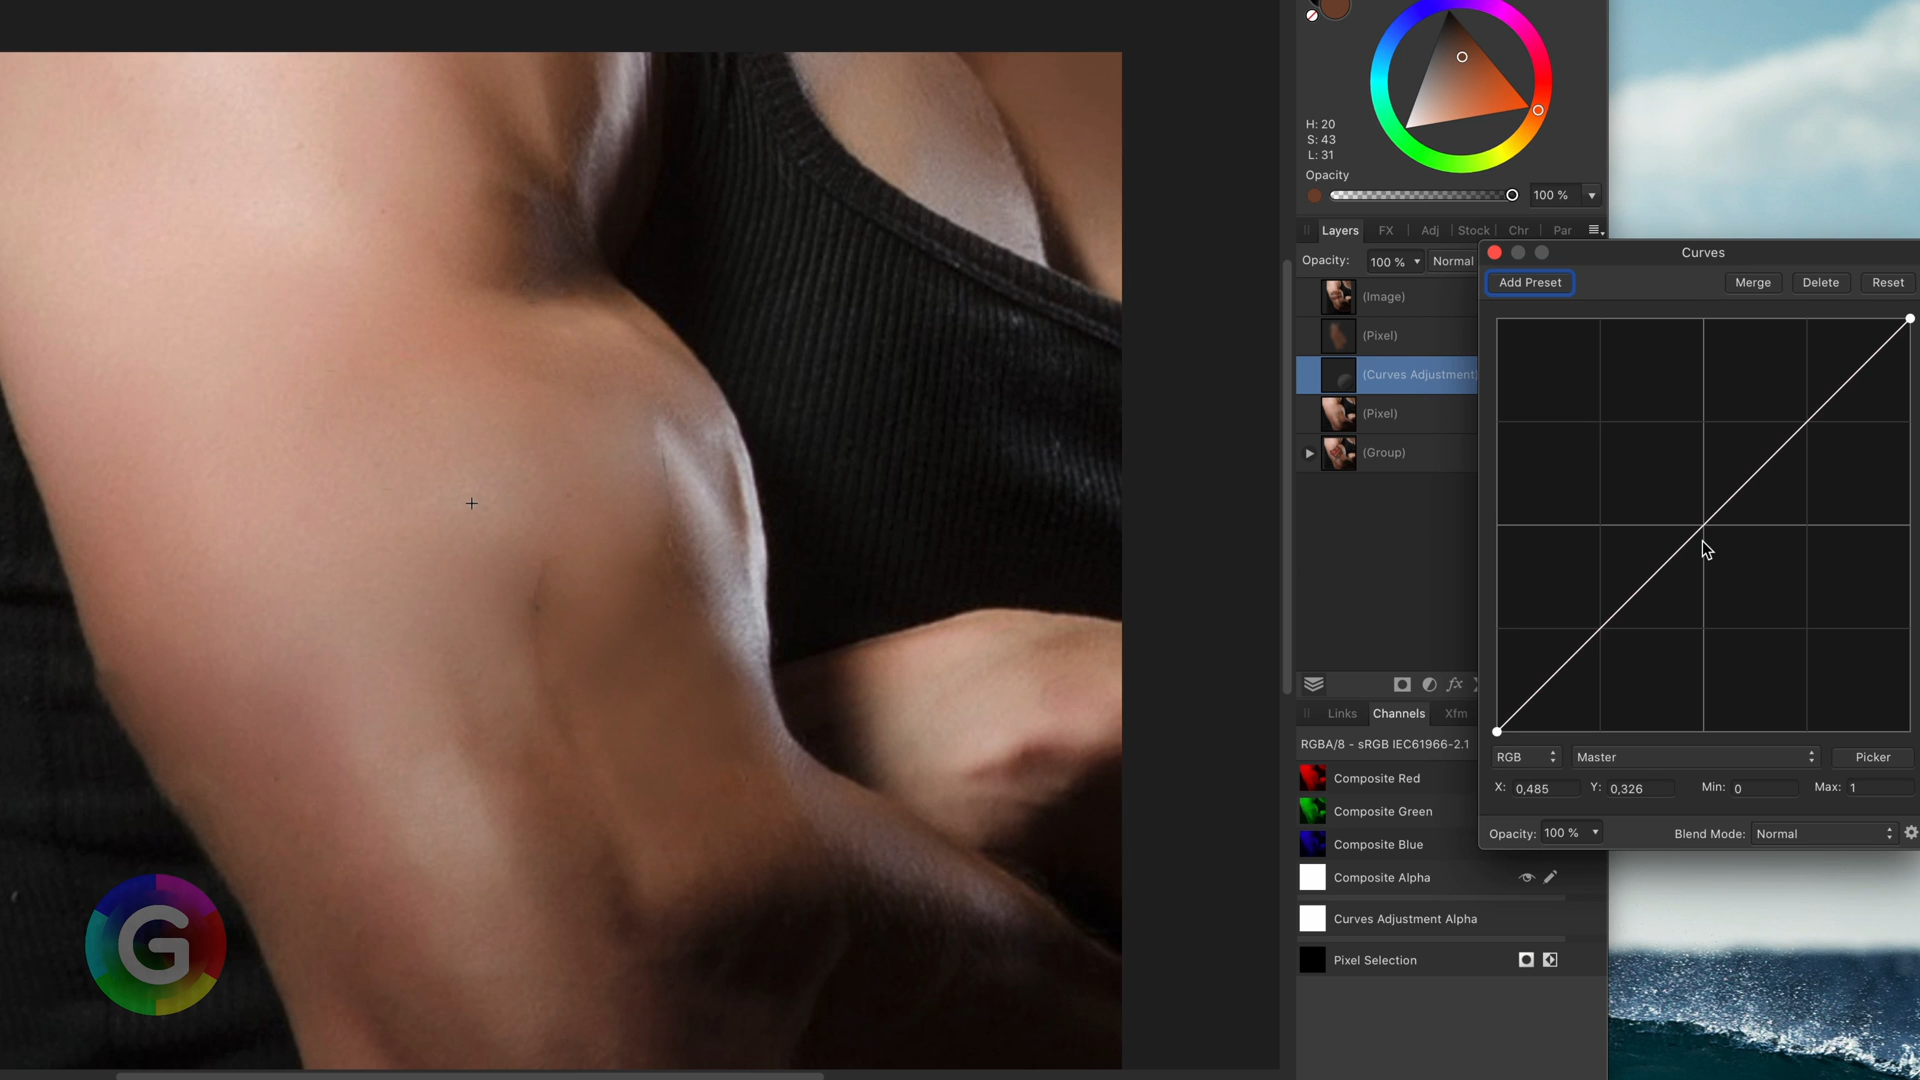 H: 20
S: 43
L: 31
Opacity
100 %
Layers FX Adj Stock Chr Par
Opacity: 100 % Normal
(Image)
(Pixel)
(Curves Adjustment)
(Pixel)
(Group)
fx
Links Channels Xfm
RGBA/8 - sRGB IEC61966-2.1
Composite Red
Composite Green
Composite Blue
Composite Alpha
Curves Adjustment Alpha
Pixel Selection
Curves
Add Preset Merge Delete Reset
RGB Master Picker
X: 0,485 Y: 0,326 Min: 0 Max: 1
Opacity: 100 % Blend Mode: Normal
G